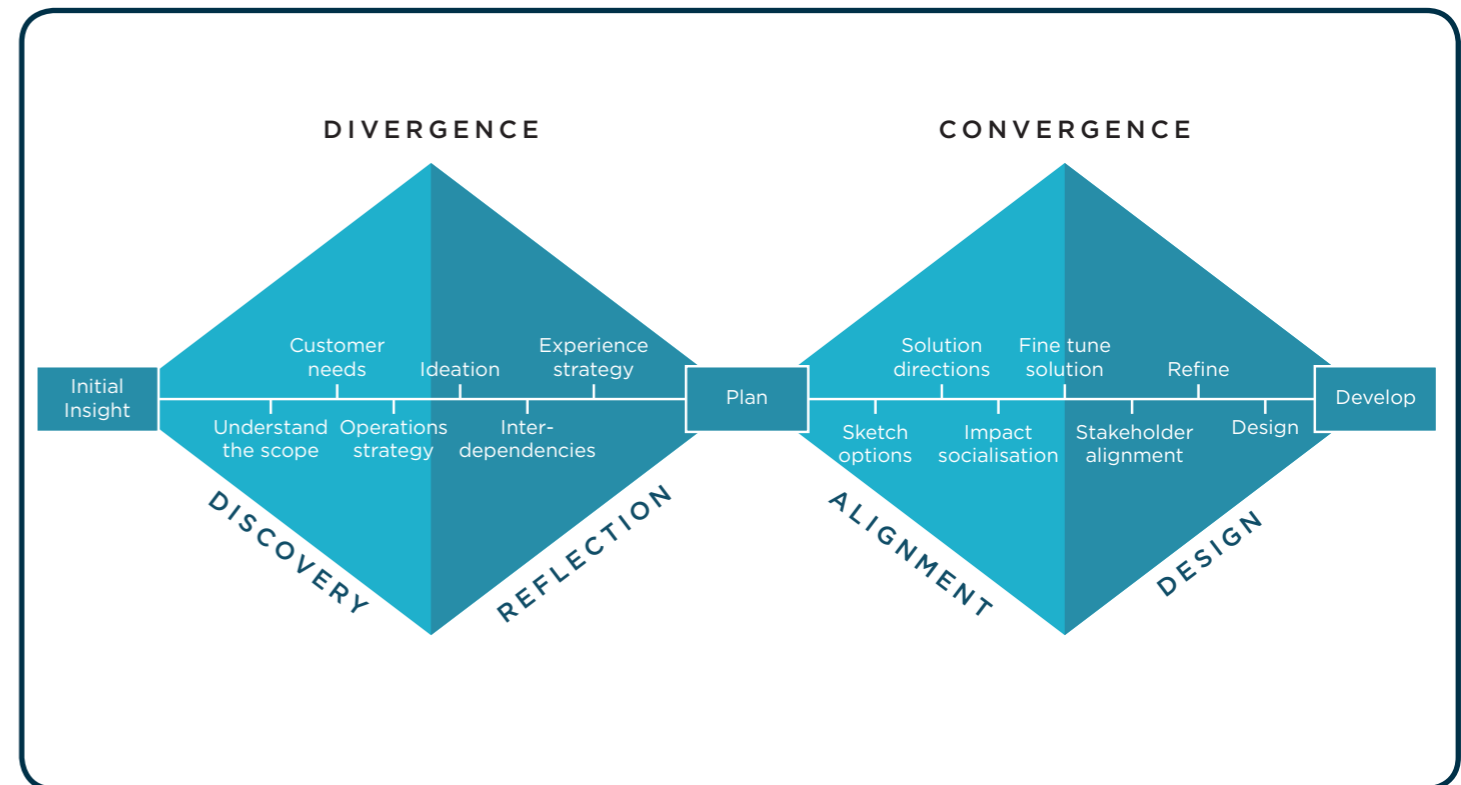 DIVERGENCE
CONVERGENCE
Initial
Insight
Customer
needs
Ideation
Experience
strategy
Understand
the scope
Operations
strategy
Inter-
dependencies
Plan
Solution
directions
Fine tune
solution
Refine
Sketch
options
Impact
socialisation
Stakeholder
alignment
Design
Develop
DISCOVERY
REFLECTION
ALIGNMENT
DESIGN